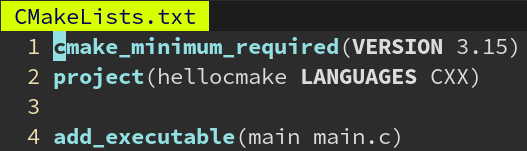 CMakeLists.txt
1 cmake_minimum_required(VERSION 3.15)
2 project(hellocmake LANGUAGES CXX)
3
4 add_executable(main main.c)